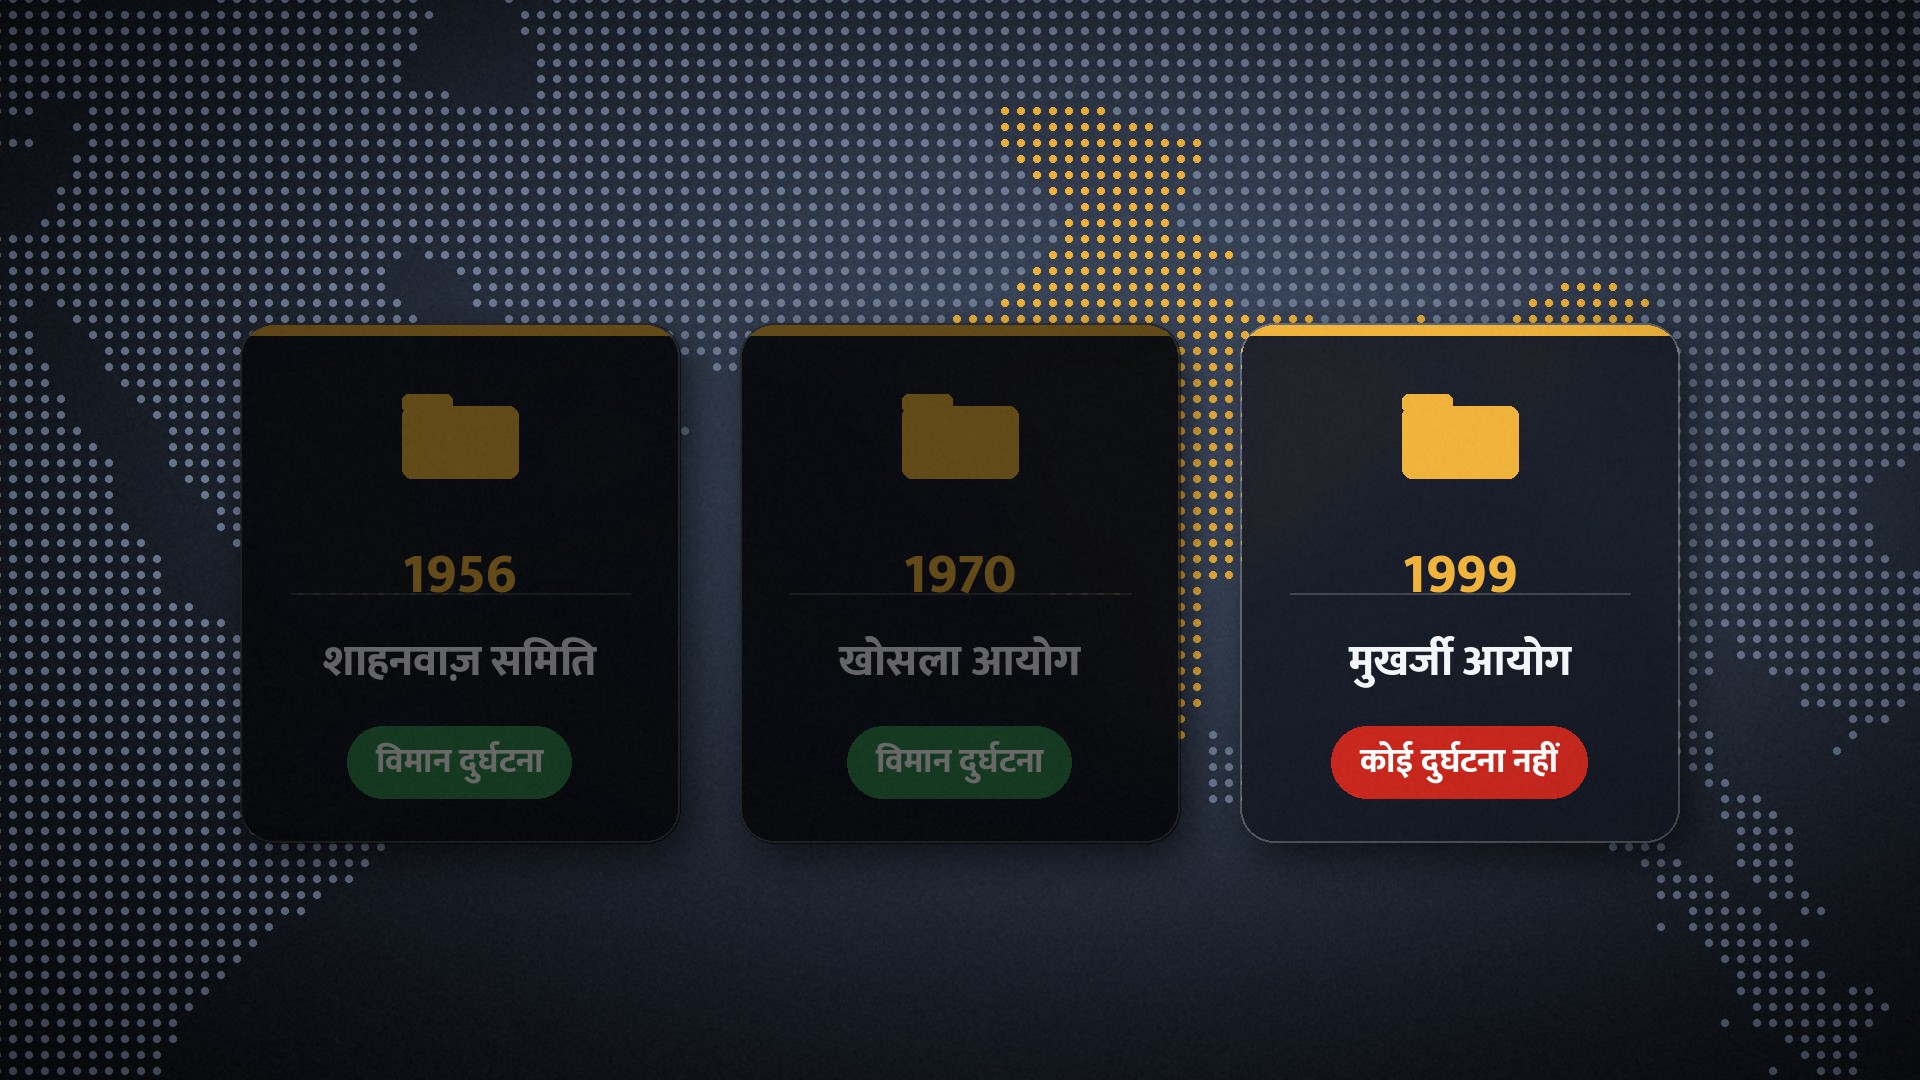 1956
शाहनवाज़ समिति
विमान दुर्घटना
1970
खोसला आयोग
विमान दुर्घटना
1999
मुखर्जी आयोग
कोई दुर्घटना नहीं